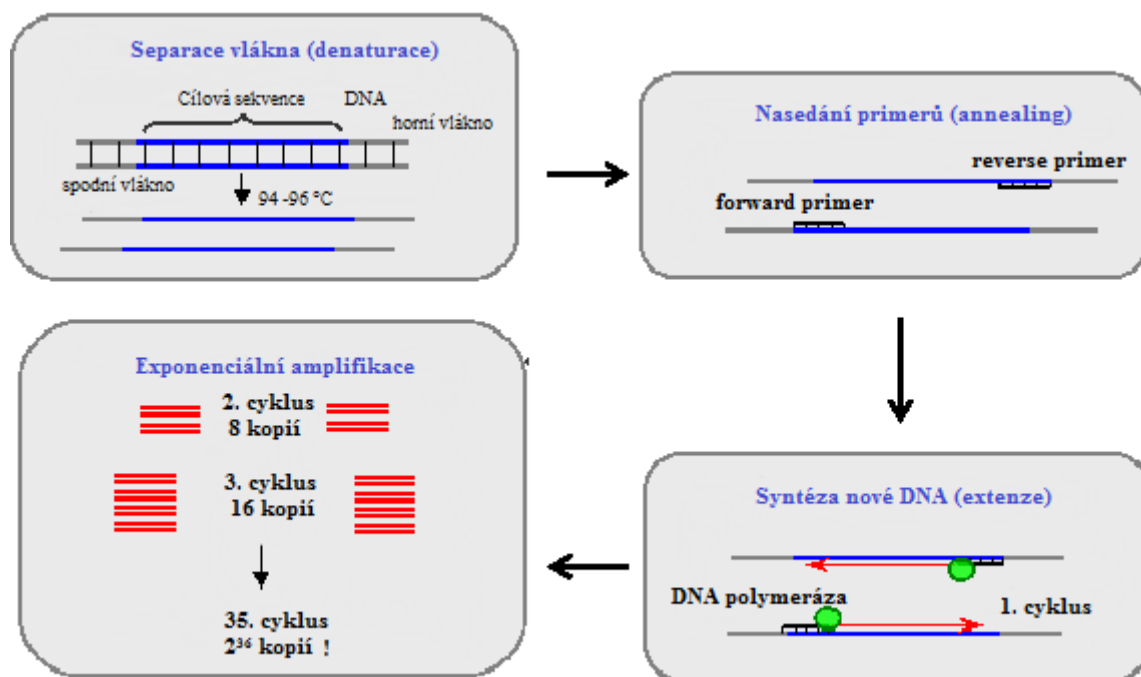 Separace vlákna (denaturace)
Cílová sekvence
DNA
horní vlákno
spodní vlákno
94 -96 °C
Nasedání primerů (annealing)
reverse primer
forward primer
Syntéza nové DNA (extenze)
DNA polymeráza
1. cyklus
Exponenciální amplifikace
2. cyklus
8 kopií
3. cyklus
16 kopií
35. cyklus
2³⁶ kopií !